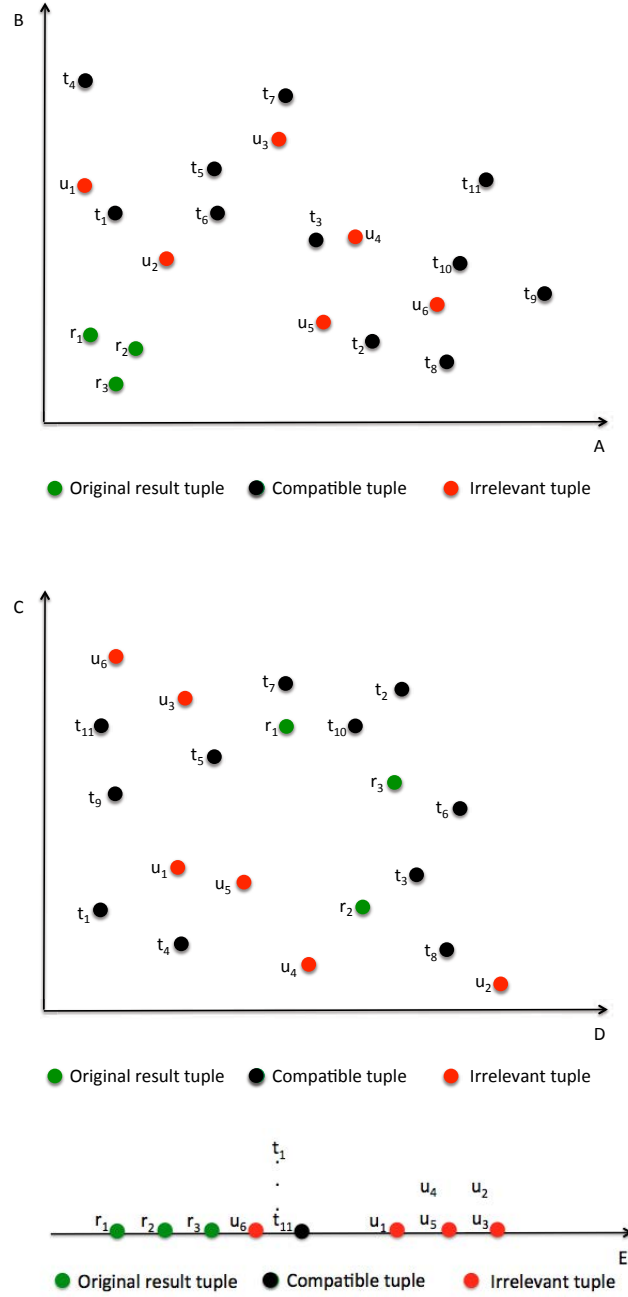 B
t4
t7
u3
t5
u1
t11
t1
t6
t3
u4
u2
t10
t9
u6
u5
r1
r2
t2
t8
r3
A
Original result tuple Compatible tuple Irrelevant tuple
C
u6
t7
t2
u3
t11
r1
t10
t5
r3
t9
t6
u1
u5
t3
t1
r2
t4
t8
u4
u2
D
Original result tuple Compatible tuple Irrelevant tuple
t1
.
.
.
u4 u2
r1 r2 r3 u6 t11 u1 u5 u3
E
Original result tuple Compatible tuple Irrelevant tuple